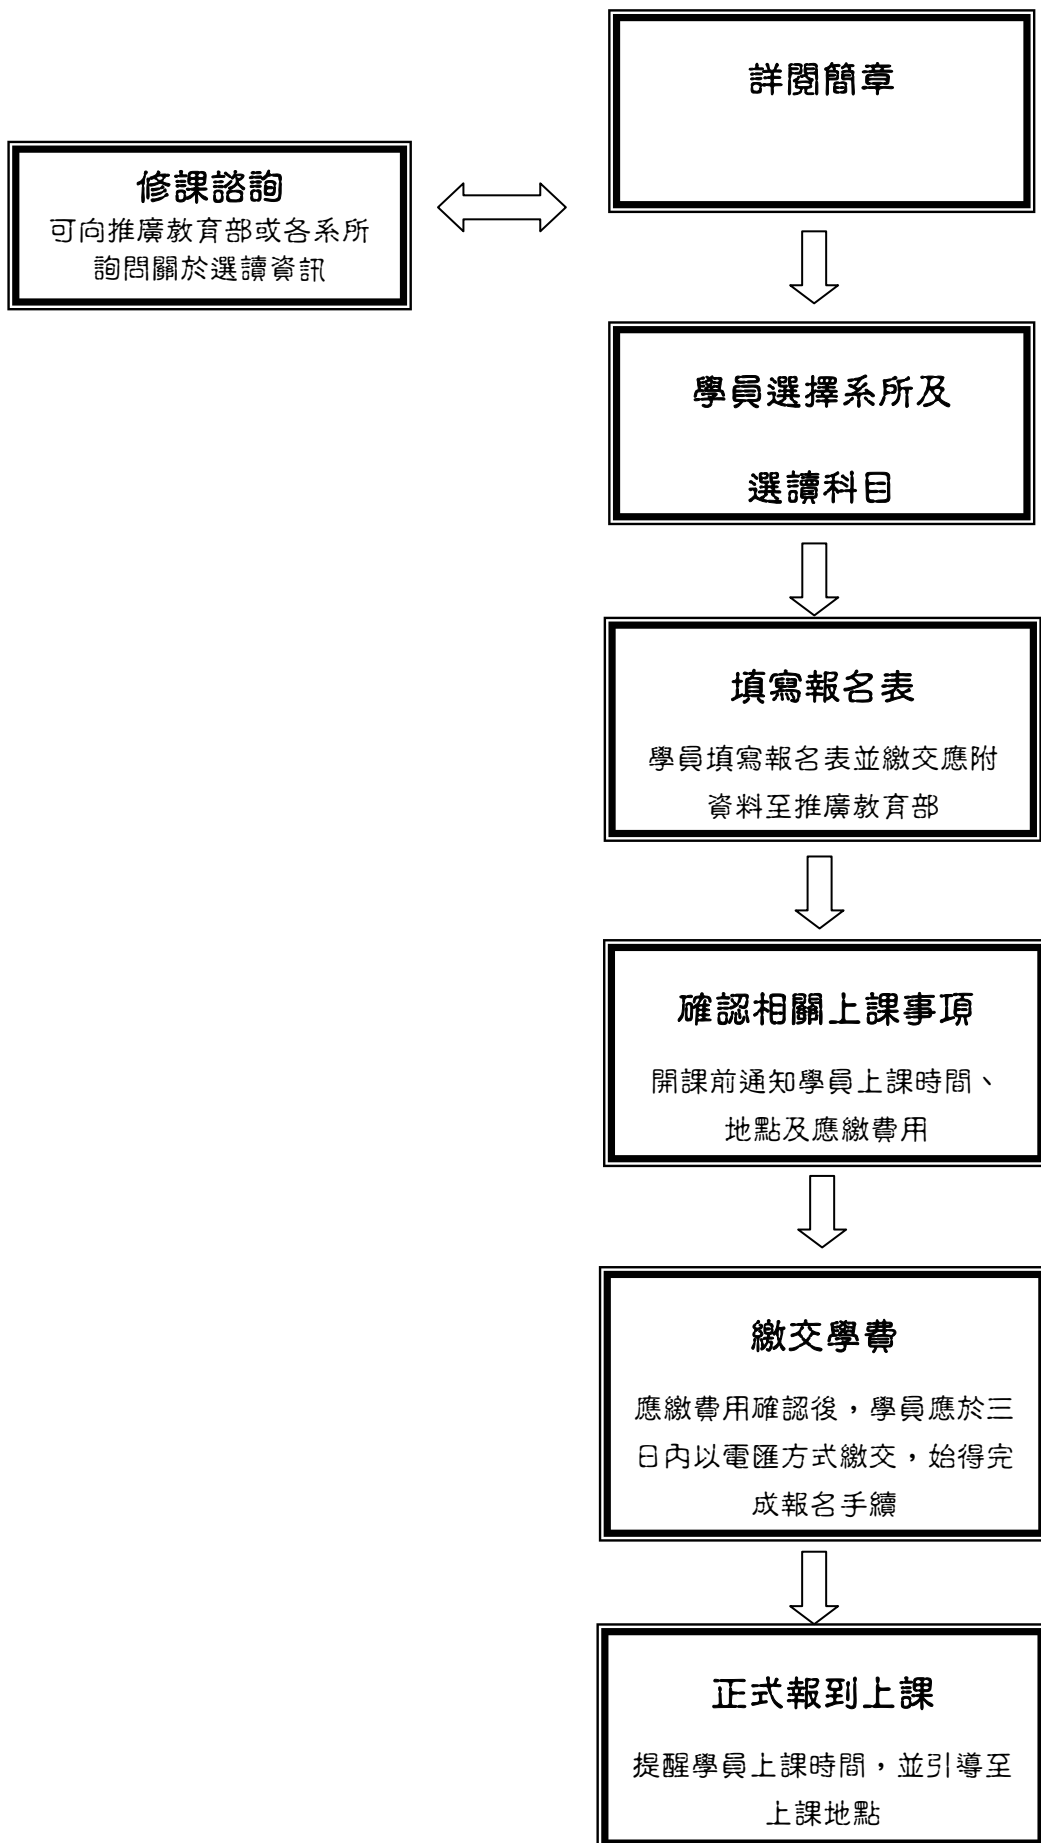 詳閱簡章
修課諮詢
可向推廣教育部或各系所
詢問關於選讀資訊
學員選擇系所及
選讀科目
填寫報名表
學員填寫報名表並繳交應附
資料至推廣教育部
確認相關上課事項
開課前通知學員上課時間、
地點及應繳費用
繳交學費
應繳費用確認後，學員應於三
日內以電匯方式繳交，始得完
成報名手續
正式報到上課
提醒學員上課時間，並引導至
上課地點